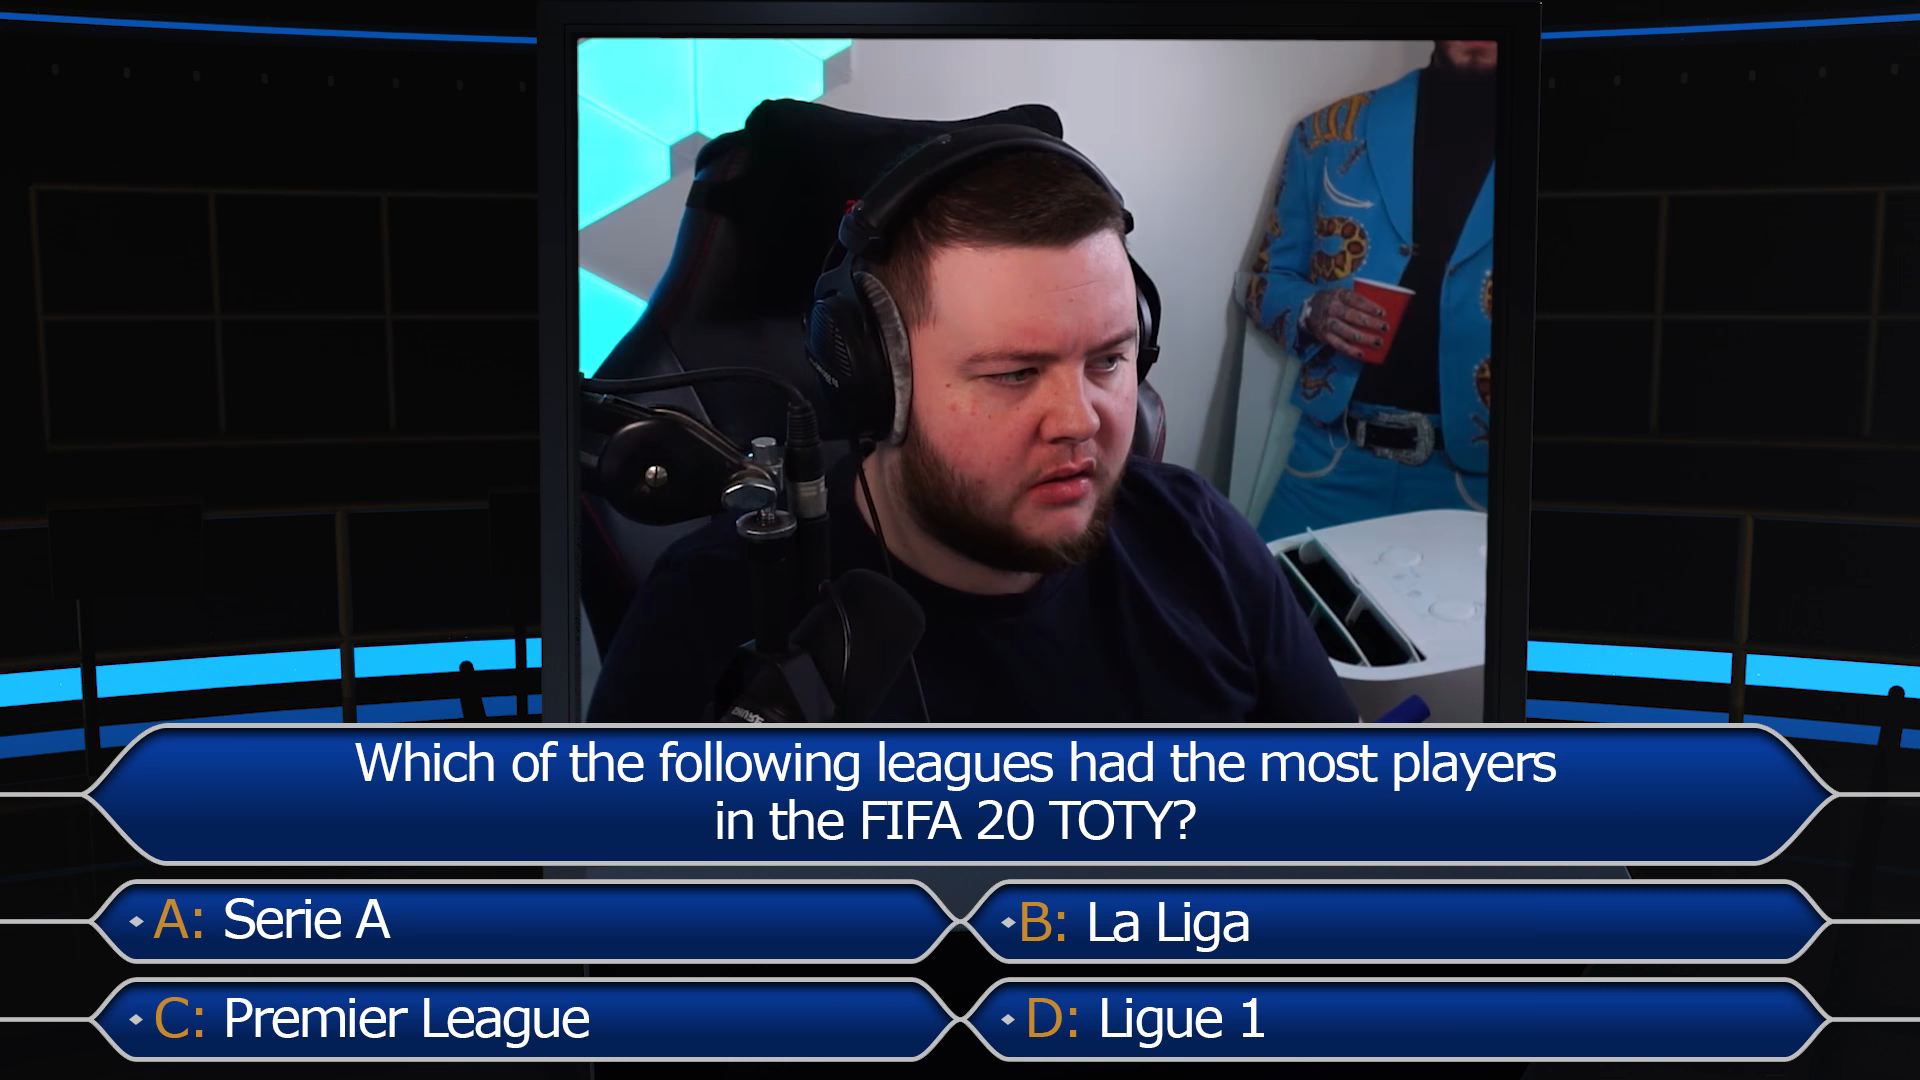 Which of the following leagues had the most players
in the FIFA 20 TOTY?
A: Serie A
B: La Liga
C: Premier League
D: Ligue 1